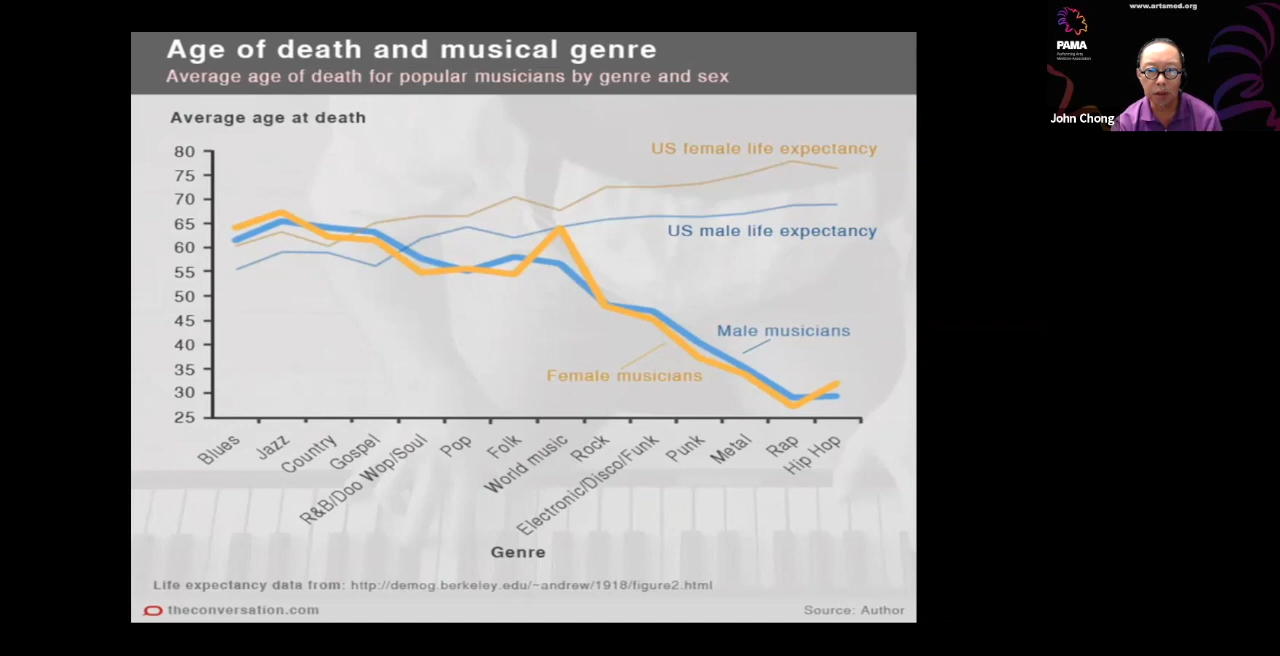 Age of death and musical genre
Average age of death for popular musicians by genre and sex
Average age at death
80
75
70
65
60
55
50
45
40
35
30
25
US female life expectancy
US male life expectancy
Male musicians
Female musicians
Blues
Jazz
Country
Gospel
R&B/Doo Wop/Soul
Pop
Folk
World music
Rock
Electronic/Disco/Funk
Punk
Metal
Rap
Hip Hop
Genre
Life expectancy data from: http://demog.berkeley.edu/~andrew/1918/figure2.html
theconversation.com
Source: Author
www.artsmed.org
PAMA
Performing Arts
Medicine Association
John Chong